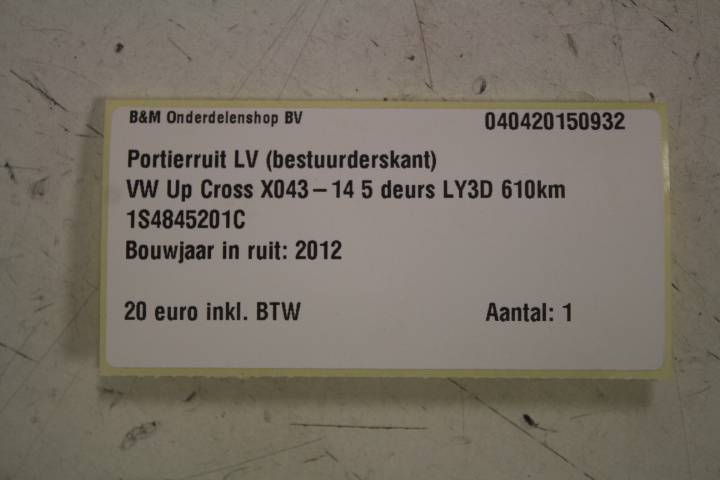 B&M Onderdelenshop BV 040420150932
Portierruit LV (bestuurderskant)
VW Up Cross X043-14 5 deurs LY3D 610km
1S4845201C
Bouwjaar in ruit: 2012
20 euro inkl. BTW Aantal: 1